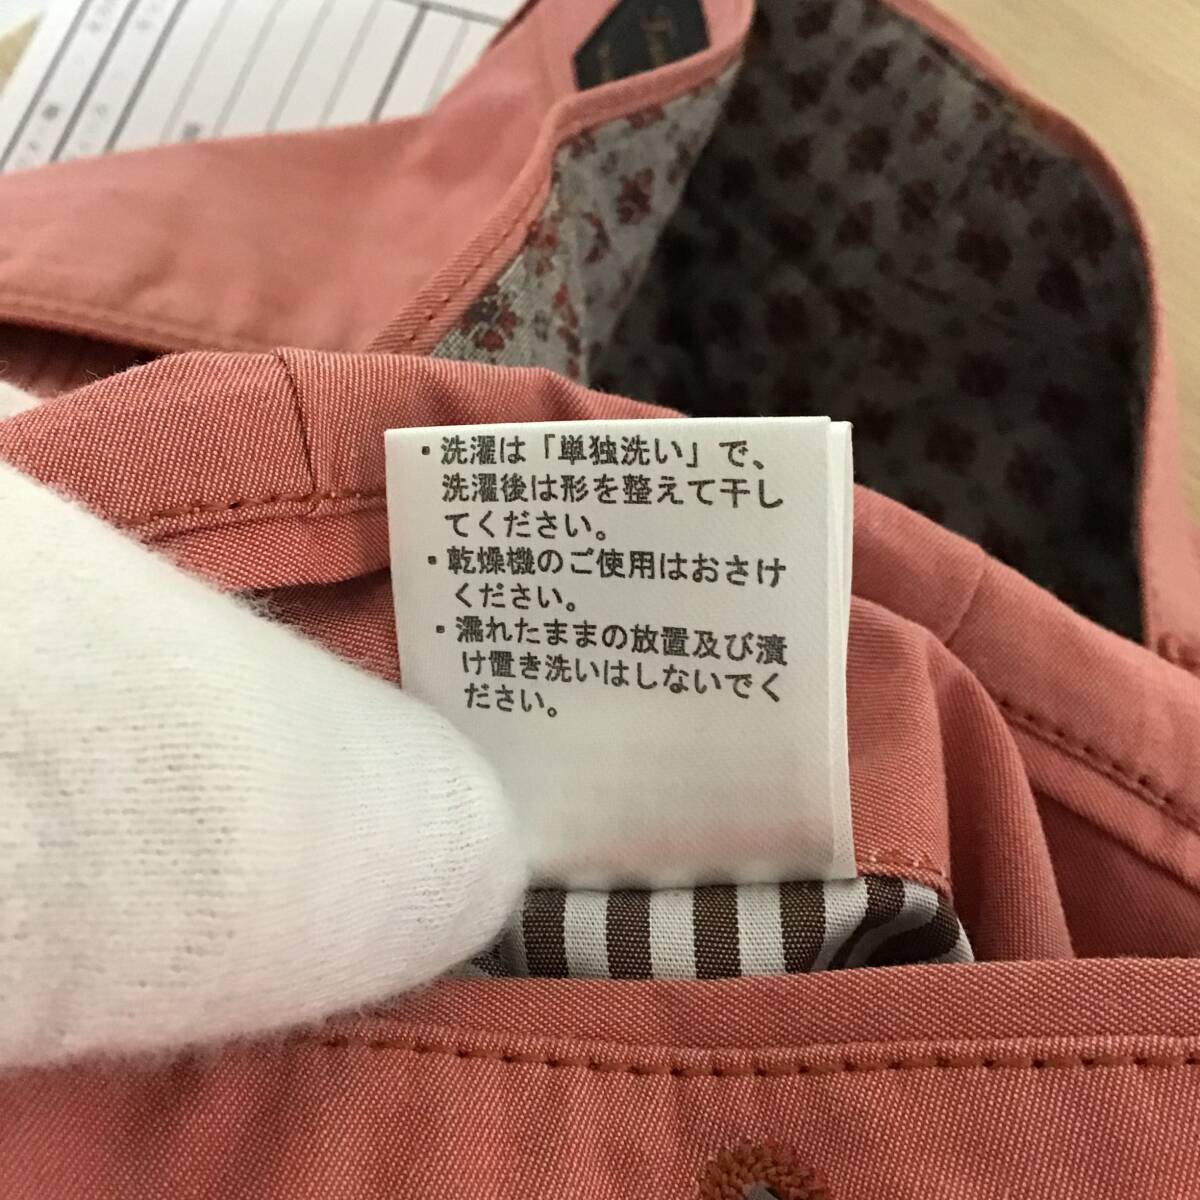 ・洗濯は「単独洗い」で、
洗濯後は形を整えて干し
てください。
・乾燥機のご使用はおさけ
ください。
・濡れたままの放置及び漬
け置き洗いはしないでく
ださい。